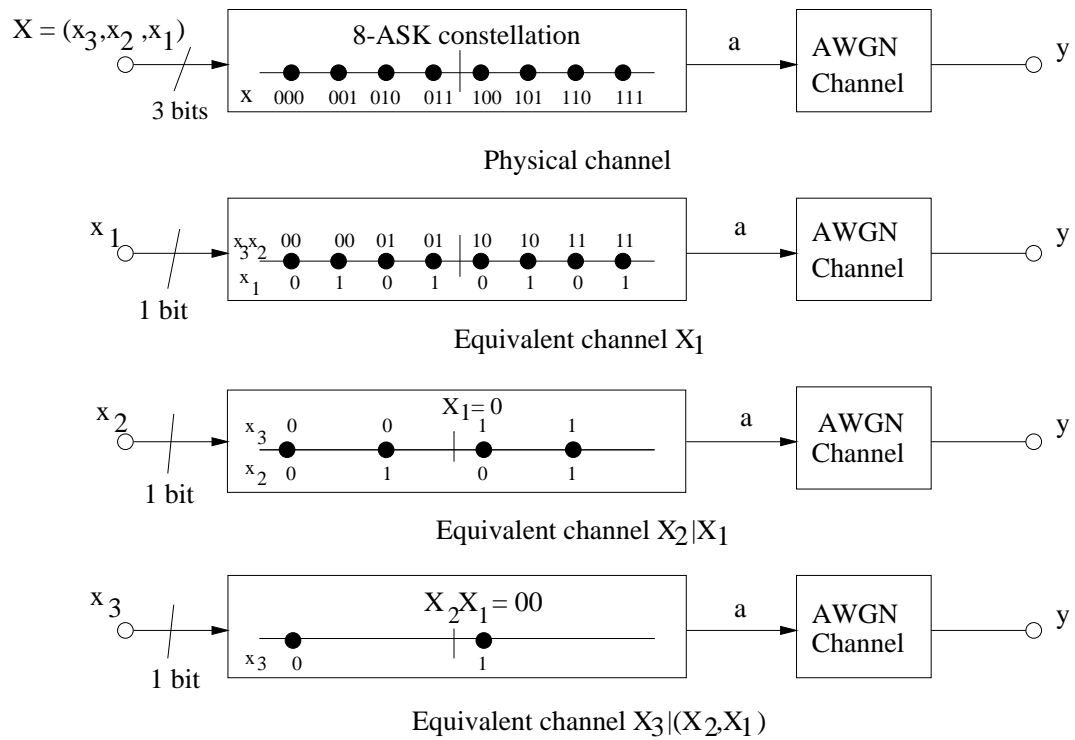 X = (x3,x2 ,x1)
3 bits
8-ASK constellation
x 000 001 010 011 100 101 110 111
a
AWGN
Channel
y
Physical channel
x1
1 bit
x3x2 00 00 01 01 10 10 11 11
x1 0 1 0 1 0 1 0 1
a
AWGN
Channel
y
Equivalent channel X1
x2
1 bit
X1= 0
x3 0 0 1 1
x2 0 1 0 1
a
AWGN
Channel
y
Equivalent channel X2|X1
x3
1 bit
X2X1= 00
x3 0 1
a
AWGN
Channel
y
Equivalent channel X3|(X2,X1)